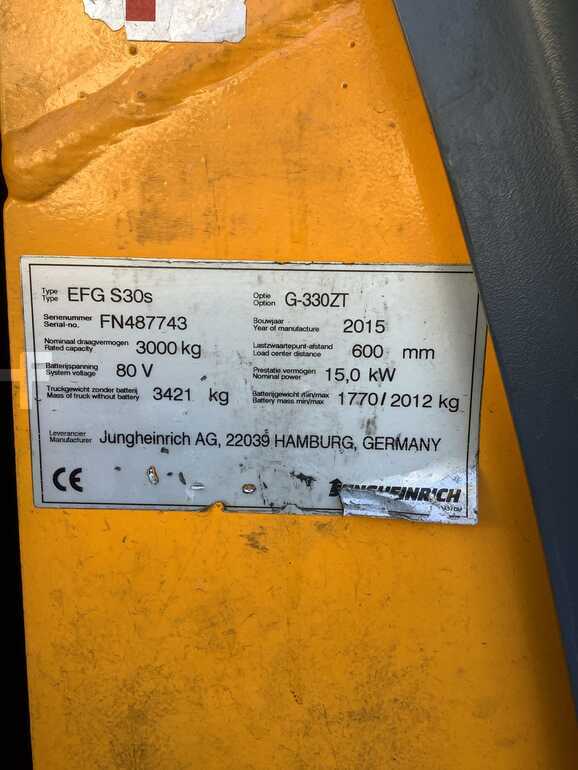 Type
Type EFG S30s
Optie
Option G-330ZT
Serienummer
Serial-no. FN487743
Bouwjaar
Year of manufacture 2015
Nominaal draagvermogen
Rated capacity 3000 kg
Lastzwaartepunt-afstand
Load center distance 600 mm
Batterijspanning
System voltage 80 V
Prestatie vermogen
Nominal power 15,0 kW
Truckgewicht zonder batterij
Mass of truck without battery 3421 kg
Batterijgewicht min/max
Battery mass min/max 1770/2012 kg
Leverancier
Manufacturer Jungheinrich AG, 22039 HAMBURG, GERMANY
CE
JUNGHEINRICH